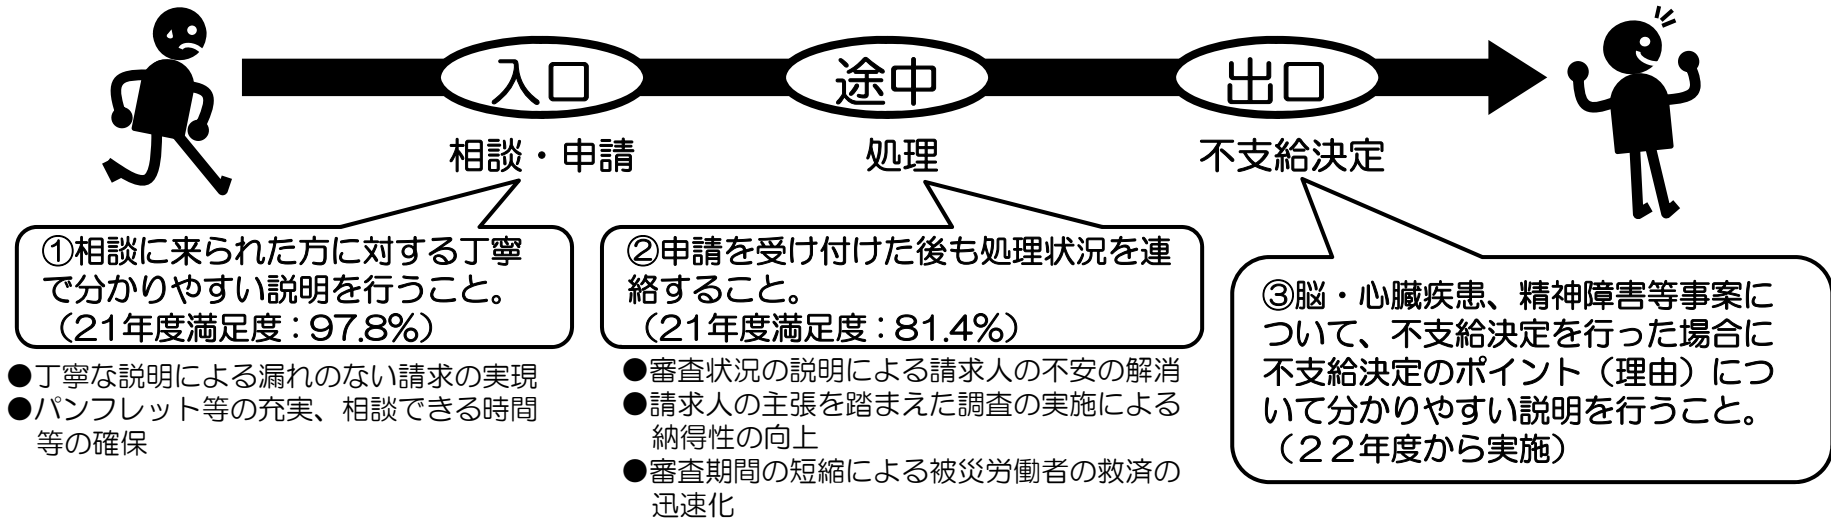 入口
途中
出口
相談・申請
処理
不支給決定
①相談に来られた方に対する丁寧
で分かりやすい説明を行うこと。
（21年度満足度：97.8%）
●丁寧な説明による漏れのない請求の実現
●パンフレット等の充実、相談できる時間
等の確保
②申請を受け付けた後も処理状況を連
絡すること。
（21年度満足度：81.4%）
●審査状況の説明による請求人の不安の解消
●請求人の主張を踏まえた調査の実施による
納得性の向上
●審査期間の短縮による被災労働者の救済の
迅速化
③脳・心臓疾患、精神障害等事案に
ついて、不支給決定を行った場合に
不支給決定のポイント（理由）につ
いて分かりやすい説明を行うこと。
（２２年度から実施）